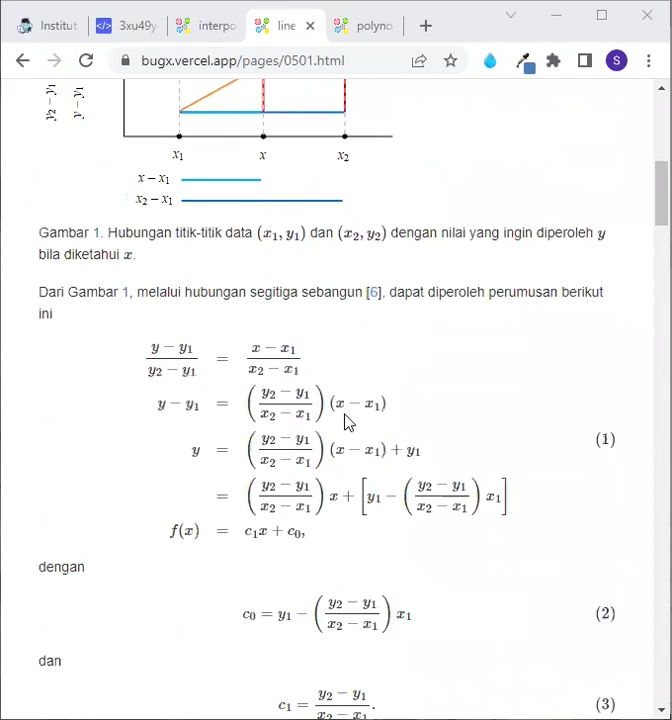 Institut
3xu49y
interpo
line
polyno
bugx.vercel.app/pages/0501.html
S
y₂ − y₁
y − y₁
x₁ x x₂
x − x₁
x₂ − x₁
Gambar 1. Hubungan titik-titik data (x₁, y₁) dan (x₂, y₂) dengan nilai yang ingin diperoleh y
bila diketahui x.
Dari Gambar 1, melalui hubungan segitiga sebangun [6], dapat diperoleh perumusan berikut
ini
(y − y₁)/(y₂ − y₁) = (x − x₁)/(x₂ − x₁)
y − y₁ = ((y₂ − y₁)/(x₂ − x₁)) (x − x₁)
y = ((y₂ − y₁)/(x₂ − x₁)) (x − x₁) + y₁ (1)
= ((y₂ − y₁)/(x₂ − x₁)) x + [y₁ − ((y₂ − y₁)/(x₂ − x₁)) x₁]
f(x) = c₁x + c₀,
dengan
c₀ = y₁ − ((y₂ − y₁)/(x₂ − x₁)) x₁ (2)
dan
c₁ = (y₂ − y₁)/(x₂ − x₁). (3)